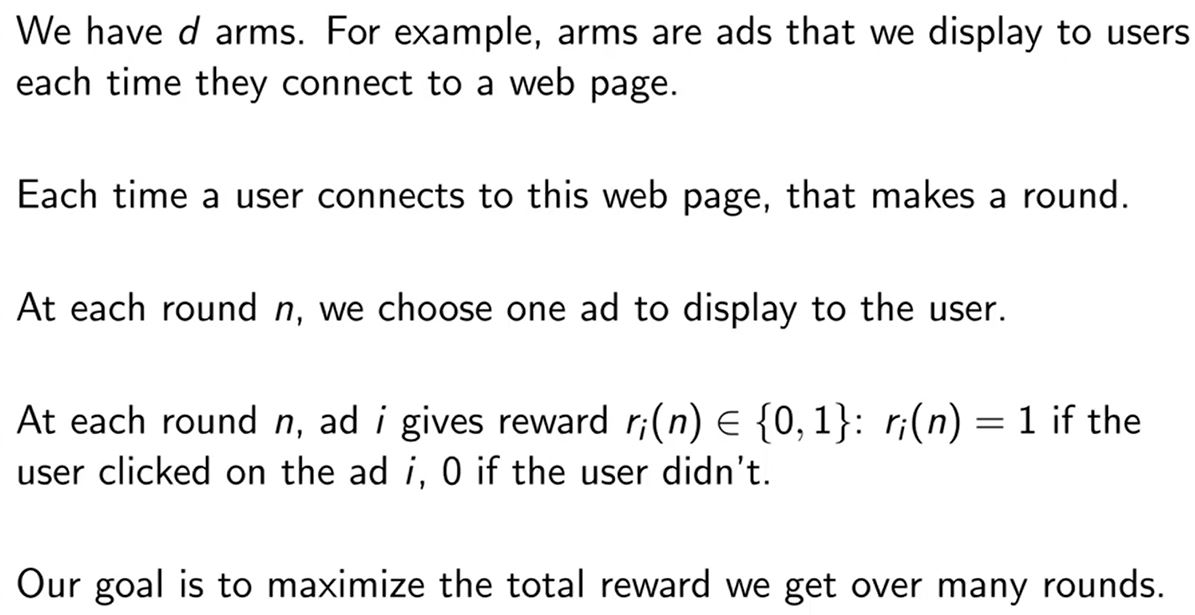 We have d arms. For example, arms are ads that we display to users
each time they connect to a web page.
Each time a user connects to this web page, that makes a round.
At each round n, we choose one ad to display to the user.
At each round n, ad i gives reward rᵢ(n) ∈ {0, 1}: rᵢ(n) = 1 if the
user clicked on the ad i, 0 if the user didn't.
Our goal is to maximize the total reward we get over many rounds.